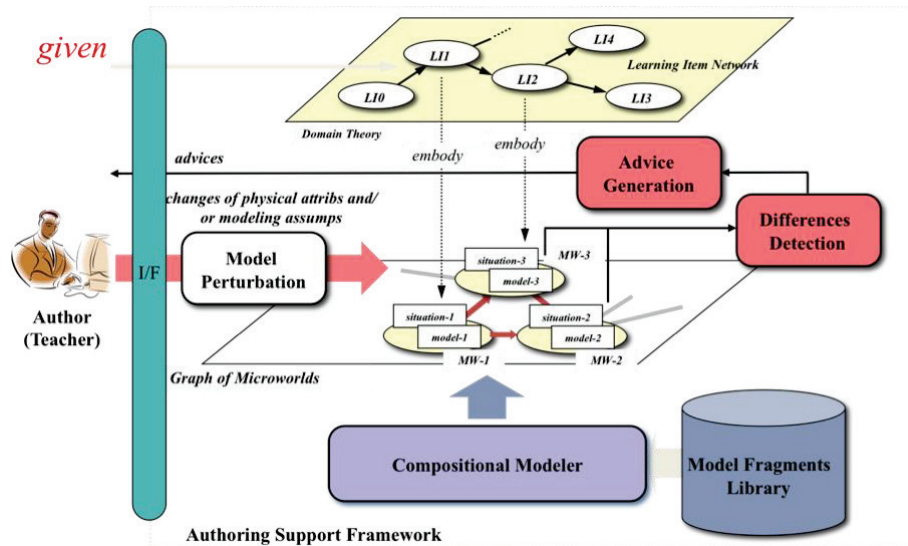 given
LI1
LI4
LI0
LI2
LI3
Learning Item Network
Domain Theory
advices
embody
embody
Advice
Generation
changes of physical attribs and/
or modeling assumps
Differences
Detection
I/F
Model
Perturbation
Author
(Teacher)
situation-3
model-3
MW-3
situation-1
model-1
MW-1
situation-2
model-2
MW-2
Graph of Microworlds
Compositional Modeler
Model Fragments
Library
Authoring Support Framework